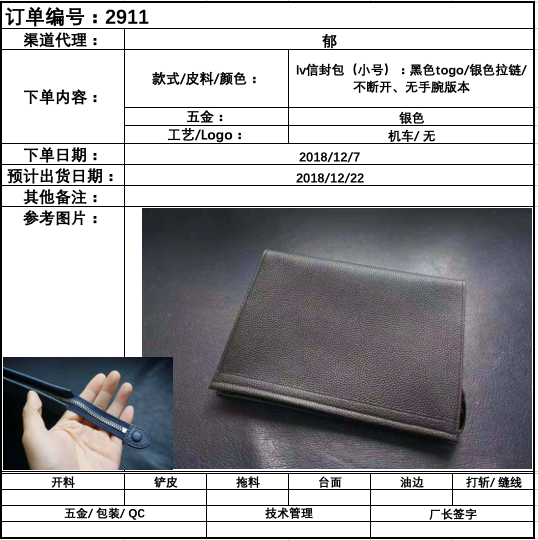 订单编号：2911
渠道代理： 郁
下单内容：
款式/皮料/颜色： lv信封包（小号）：黑色togo/银色拉链/
不断开、无手腕版本
五金： 银色
工艺/Logo： 机车/ 无
下单日期： 2018/12/7
预计出货日期： 2018/12/22
其他备注：
参考图片：
开料 铲皮 拖料 台面 油边 打斩/ 缝线
五金/ 包装/ QC 技术管理 厂长签字